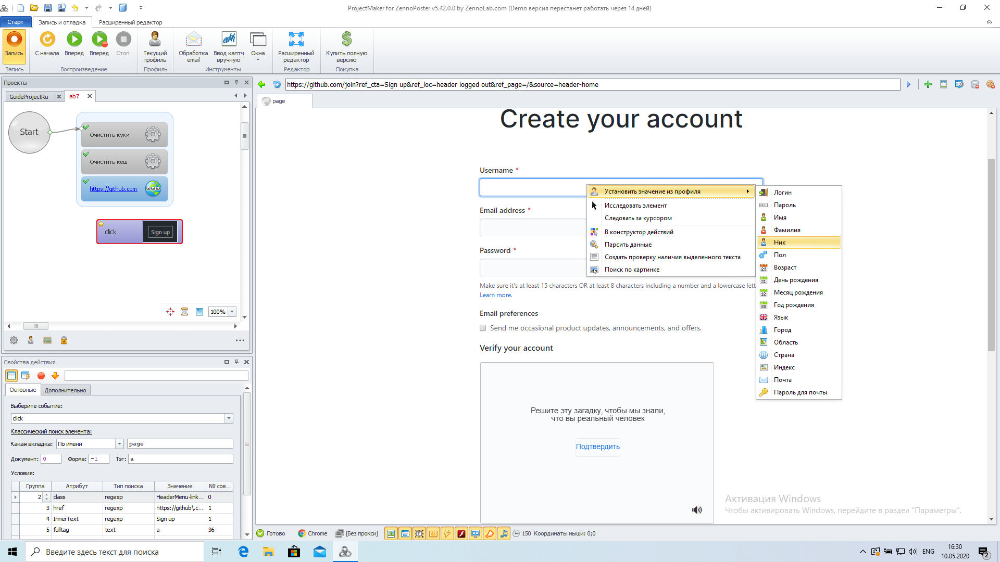 ProjectMaker for ZennoPoster v5.42.0.0 by ZennoLab.com (Demo версия перестанет работать через 14 дней)
Старт
Запись и отладка
Расширенный редактор
Запись
С начала
Вперед
Вперед
Стоп
Текущий
профиль
Обработка
email
Ввод каптч
вручную
Окна
Расширенный
редактор
Купить полную
версию
Запись
Воспроизведение
Профиль
Инструменты
Редактор
Покупка
Проекты
GuideProjectRu
lab7
https://github.com/join?ref_cta=Sign up&ref_loc=header logged out&ref_page=/&source=header-home
page
Start
Очистить куки
Очистить кеш
https://github.com
www
click
Sign up
100%
Create your account
Username *
Email address *
Password *
Make sure it's at least 15 characters OR at least 8 characters including a number and a lowercase lett
Learn more.
Email preferences
Send me occasional product updates, announcements, and offers.
Verify your account
Решите эту загадку, чтобы мы знали,
что вы реальный человек
Подтвердить
Установить значение из профиля
Исследовать элемент
Следовать за курсором
В конструктор действий
Парсить данные
Создать проверку наличия выделенного текста
Поиск по картинке
Логин
Пароль
Имя
Фамилия
Ник
Пол
23 Возраст
31 День рождения
12 Месяц рождения
88 Год рождения
Язык
Город
Область
Страна
Индекс
Почта
Пароль для почты
Свойства действия
Основные
Дополнительно
Выберите событие:
click
Классический поиск элемента:
Какая вкладка: По имени page
Документ: 0 Форма: -1 Тэг: a
Условия:
Группа Атрибут Тип поиска Значение № сов...
2 class regexp HeaderMenu-link... 0
3 href regexp https://github\.c... 1
4 InnerText regexp Sign up 1
5 fulltag text a 36
Активация Windows
Чтобы активировать Windows, перейдите в раздел "Параметры".
Готово
Chrome
[Без прокси]
CSS
150 Координаты мыши: 0;0
Введите здесь текст для поиска
ENG
16:30
10.05.2020
2